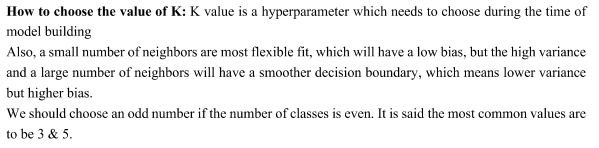 How to choose the value of K: K value is a hyperparameter which needs to choose during the time of
model building
Also, a small number of neighbors are most flexible fit, which will have a low bias, but the high variance
and a large number of neighbors will have a smoother decision boundary, which means lower variance
but higher bias.
We should choose an odd number if the number of classes is even. It is said the most common values are
to be 3 & 5.